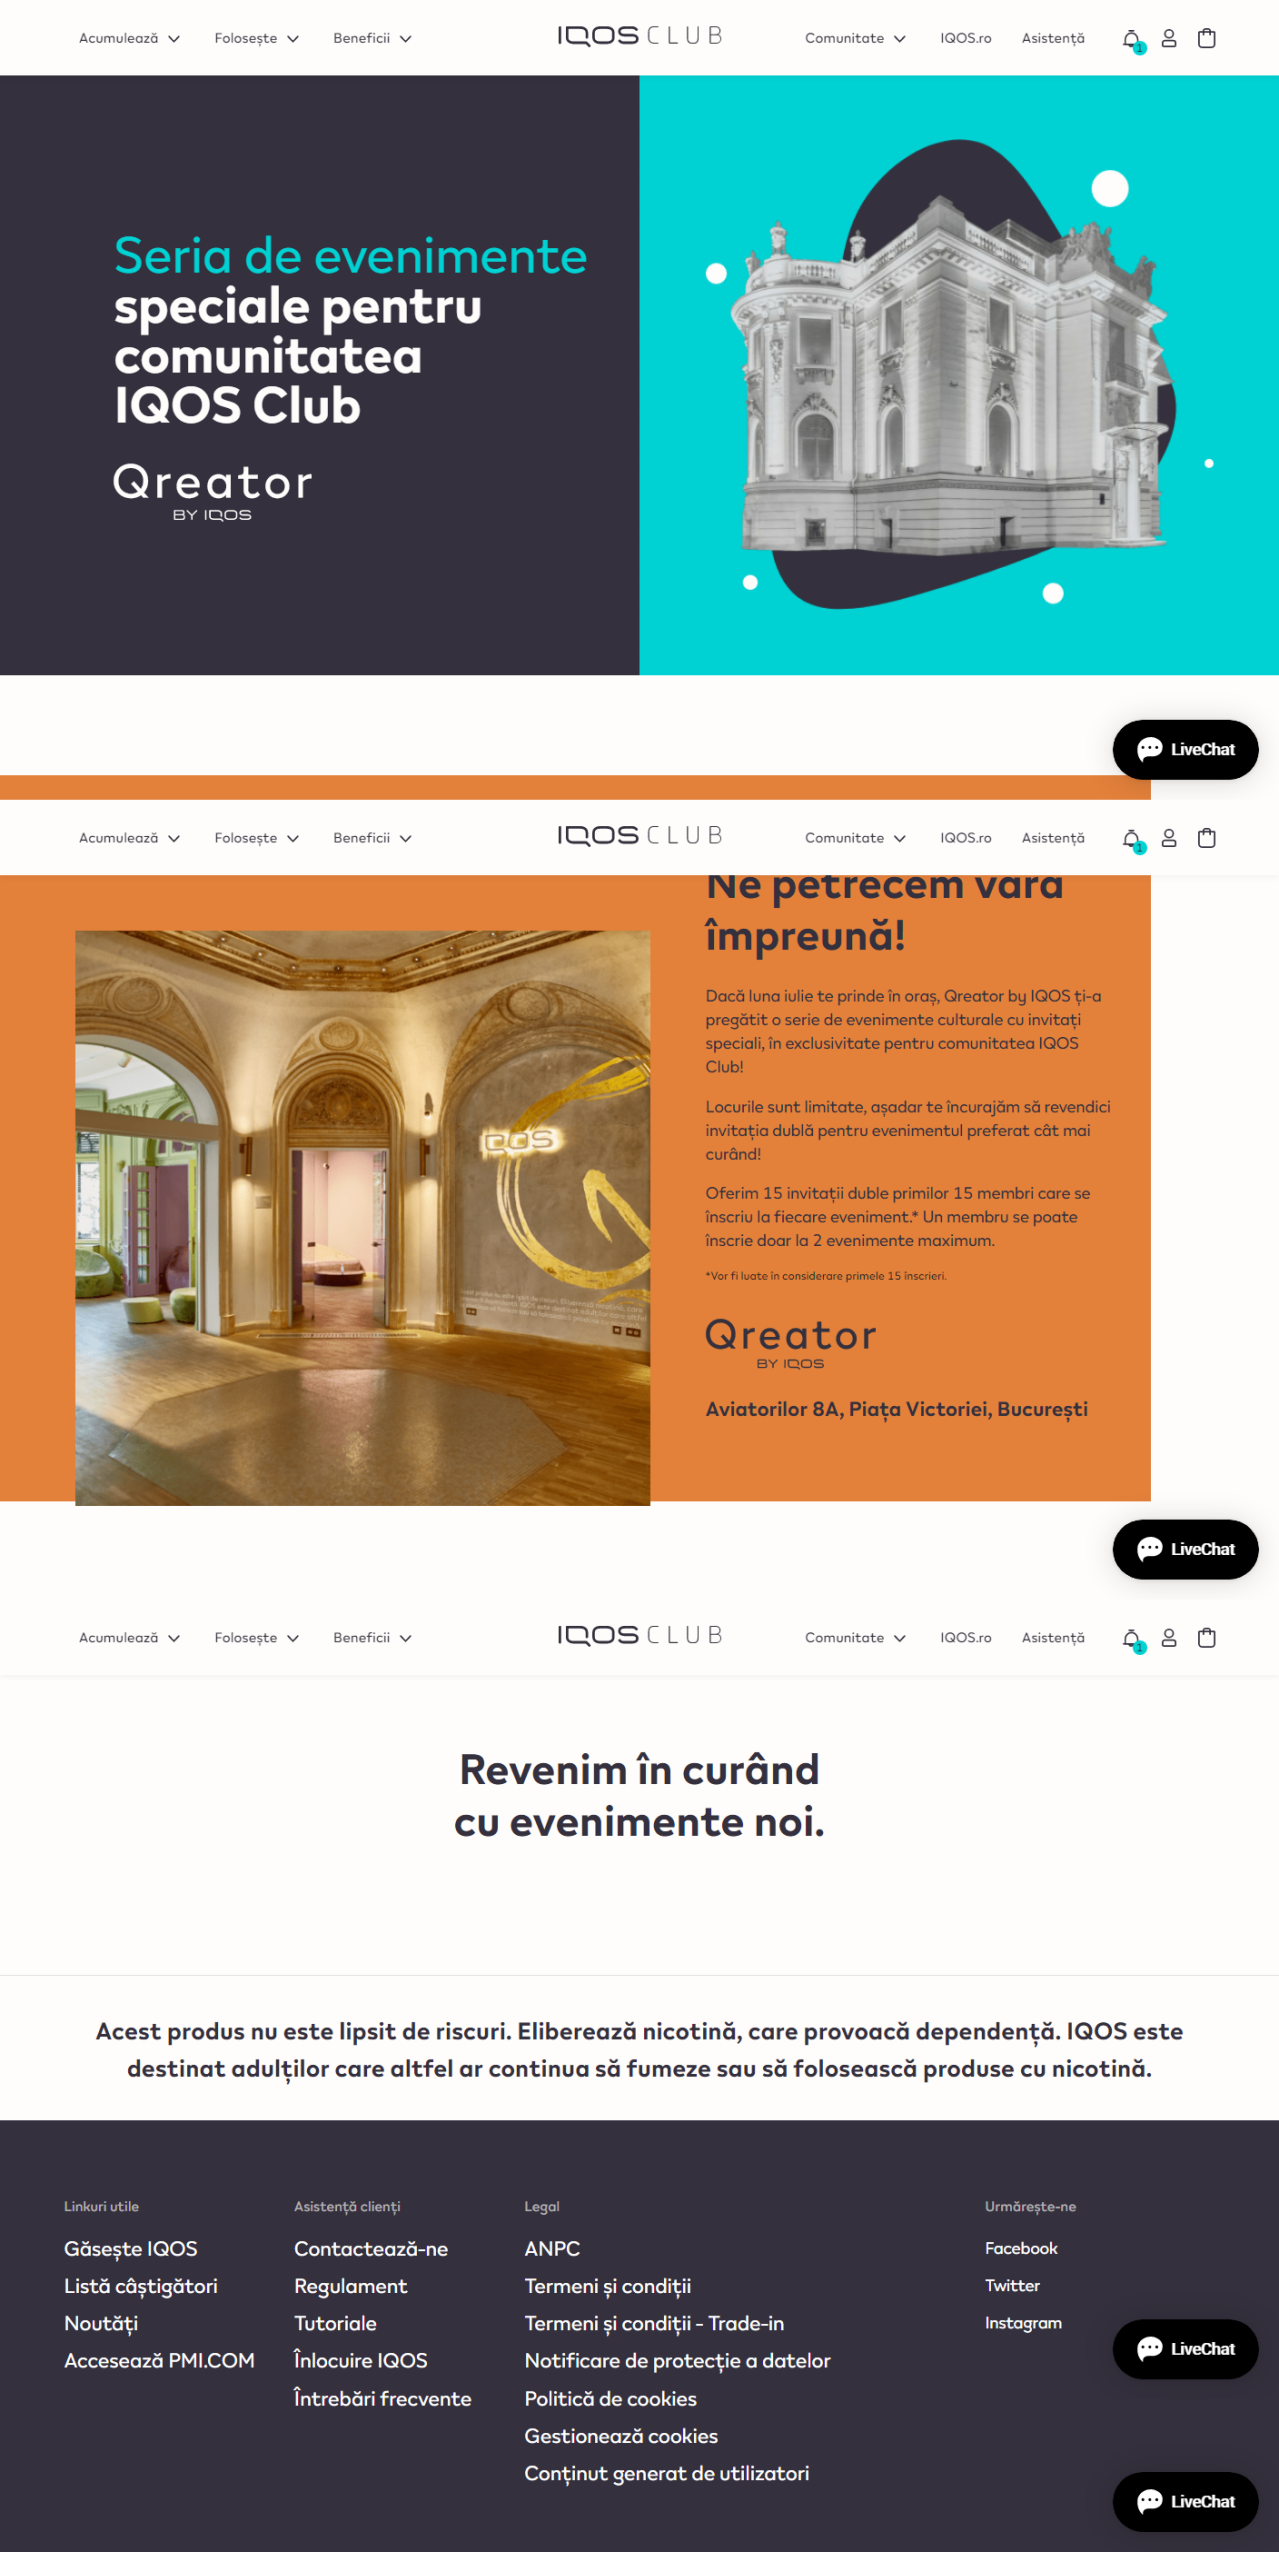 Acumulează Folosește Beneficii IQOS CLUB Comunitate IQOS.ro Asistență 1
Seria de evenimente
speciale pentru
comunitatea
IQOS Club
Qreator
BY IQOS
LiveChat
Acumulează Folosește Beneficii IQOS CLUB Comunitate IQOS.ro Asistență 1
Ne petrecem vara
împreună!
Dacă luna iulie te prinde în oraș, Qreator by IQOS ți-a
pregătit o serie de evenimente culturale cu invitați
speciali, în exclusivitate pentru comunitatea IQOS
Club!
Locurile sunt limitate, așadar te încurajăm să revendici
invitația dublă pentru evenimentul preferat cât mai
curând!
Oferim 15 invitații duble primilor 15 membri care se
înscriu la fiecare eveniment.* Un membru se poate
înscrie doar la 2 evenimente maximum.
*Vor fi luate în considerare primele 15 înscrieri.
IQOS
Qreator
BY IQOS
Aviatorilor 8A, Piața Victoriei, București
LiveChat
Acumulează Folosește Beneficii IQOS CLUB Comunitate IQOS.ro Asistență 1
Revenim în curând
cu evenimente noi.
Acest produs nu este lipsit de riscuri. Eliberează nicotină, care provoacă dependență. IQOS este
destinat adulților care altfel ar continua să fumeze sau să folosească produse cu nicotină.
Linkuri utile
Găsește IQOS
Listă câștigători
Noutăți
Accesează PMI.COM
Asistență clienți
Contactează-ne
Regulament
Tutoriale
Înlocuire IQOS
Întrebări frecvente
Legal
ANPC
Termeni și condiții
Termeni și condiții - Trade-in
Notificare de protecție a datelor
Politică de cookies
Gestionează cookies
Conținut generat de utilizatori
Urmărește-ne
Facebook
Twitter
Instagram
LiveChat
LiveChat